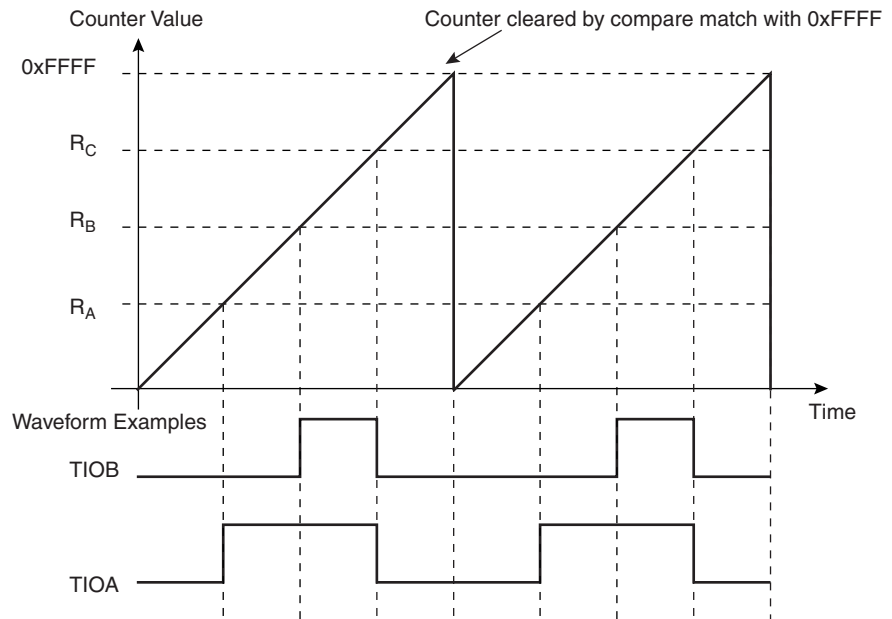 Counter Value
Counter cleared by compare match with 0xFFFF
0xFFFF
RC
RB
RA
Time
Waveform Examples
TIOB
TIOA